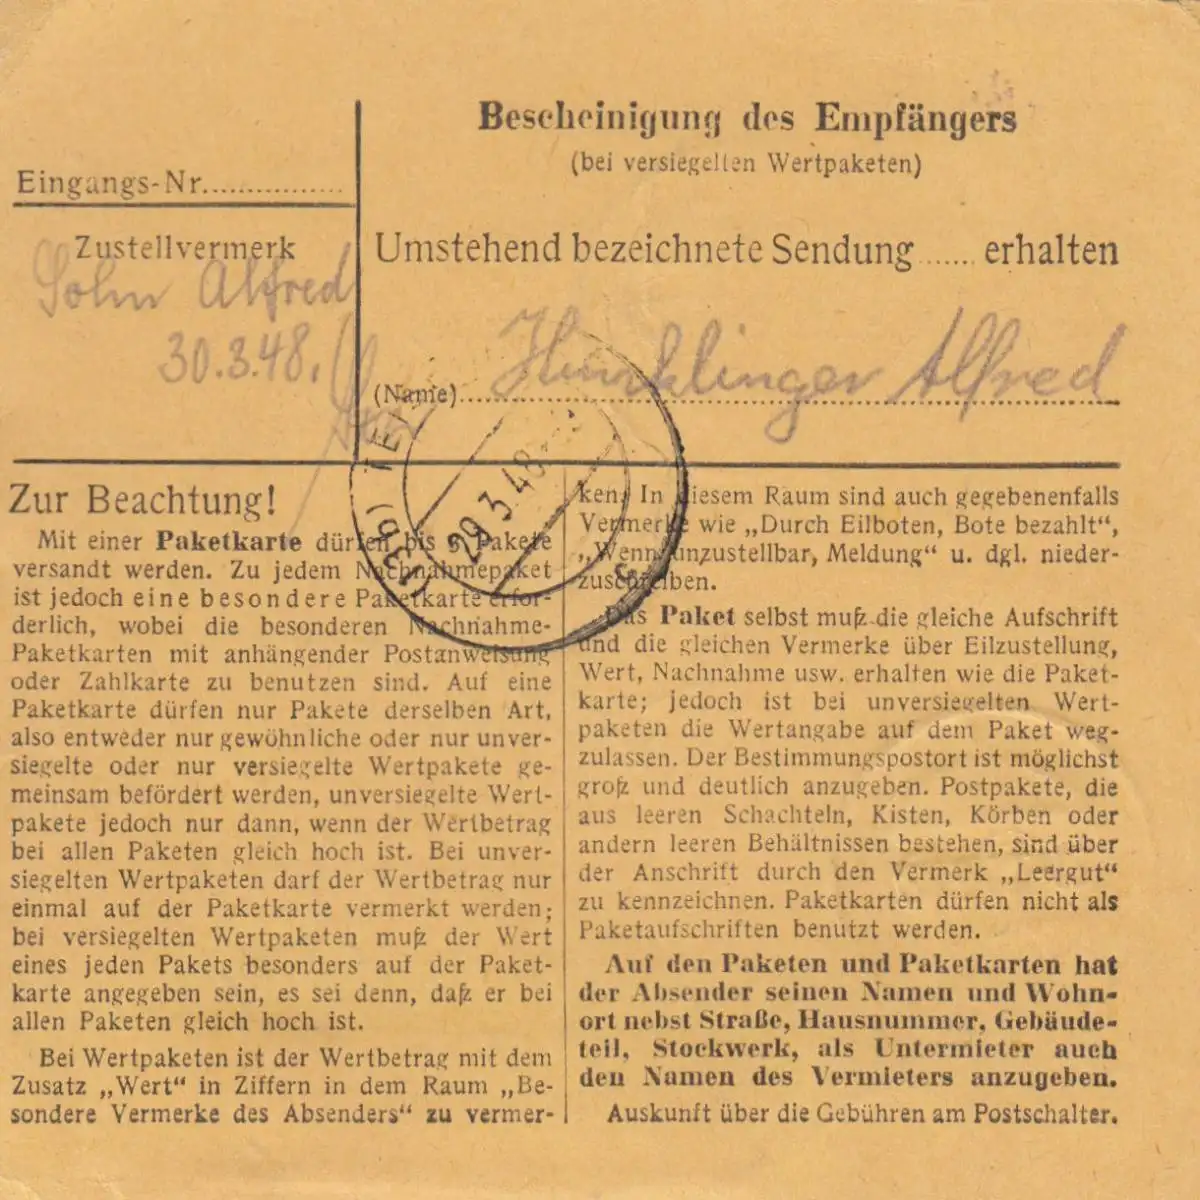 Bescheinigung des Empfängers
(bei versiegelten Wertpaketen)
Eingangs-Nr.................
Zustellvermerk
Sohn Alfred
30.3.48.
Umstehend bezeichnete Sendung ...... erhalten
(Name) Alfred
29.3.48
Zur Beachtung!
Mit einer Paketkarte dürfen bis 3 Pakete
versandt werden. Zu jedem Nachnahmepaket
ist jedoch eine besondere Paketkarte erfor-
derlich, wobei die besonderen Nachnahme-
Paketkarten mit anhängender Postanweisung
oder Zahlkarte zu benutzen sind. Auf eine
Paketkarte dürfen nur Pakete derselben Art,
also entweder nur gewöhnliche oder nur unver-
siegelte oder nur versiegelte Wertpakete ge-
meinsam befördert werden, unversiegelte Wert-
pakete jedoch nur dann, wenn der Wertbetrag
bei allen Paketen gleich hoch ist. Bei unver-
siegelten Wertpaketen darf der Wertbetrag nur
einmal auf der Paketkarte vermerkt werden;
bei versiegelten Wertpaketen muß der Wert
eines jeden Pakets besonders auf der Paket-
karte angegeben sein, es sei denn, daß er bei
allen Paketen gleich hoch ist.
Bei Wertpaketen ist der Wertbetrag mit dem
Zusatz „Wert“ in Ziffern in dem Raum „Be-
sondere Vermerke des Absenders“ zu vermer-
ken. In diesem Raum sind auch gegebenenfalls
Vermerke wie „Durch Eilboten, Bote bezahlt“,
„Wenn unzustellbar, Meldung“ u. dgl. nieder-
zuschreiben.
Das Paket selbst muß die gleiche Aufschrift
und die gleichen Vermerke über Eilzustellung,
Wert, Nachnahme usw. erhalten wie die Paket-
karte; jedoch ist bei unversiegelten Wert-
paketen die Wertangabe auf dem Paket weg-
zulassen. Der Bestimmungspostort ist möglichst
groß und deutlich anzugeben. Postpakete, die
aus leeren Schachteln, Kisten, Körben oder
andern leeren Behältnissen bestehen, sind über
der Anschrift durch den Vermerk „Leergut“
zu kennzeichnen. Paketkarten dürfen nicht als
Paketaufschriften benutzt werden.
Auf den Paketen und Paketkarten hat
der Absender seinen Namen und Wohn-
ort nebst Straße, Hausnummer, Gebäude-
teil, Stockwerk, als Untermieter auch
den Namen des Vermieters anzugeben.
Auskunft über die Gebühren am Postschalter.